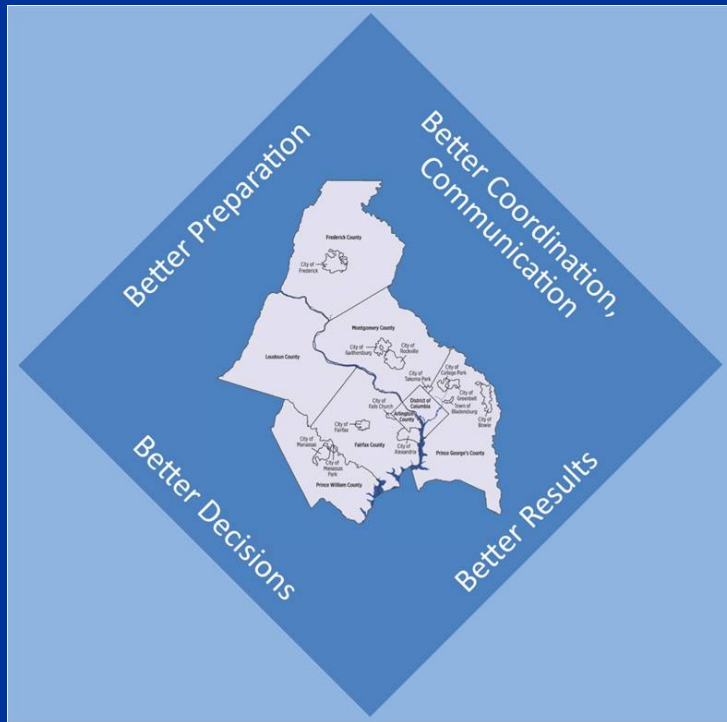 Better Preparation
Better Coordination,
Communication
Frederick County
City of
Frederick
Montgomery County
City of
Gaithersburg
City of
Rockville
Loudoun County
City of
Takoma Park
City of
College Park
City of
Greenbelt
Town of
Bladensburg
City of
Bowie
District of
Columbia
City of
Falls Church
Arlington
County
City of
Fairfax
Fairfax County
City of
Alexandria
Prince George's County
City of
Manassas
City of
Manassas
Park
Prince William County
Better Decisions
Better Results